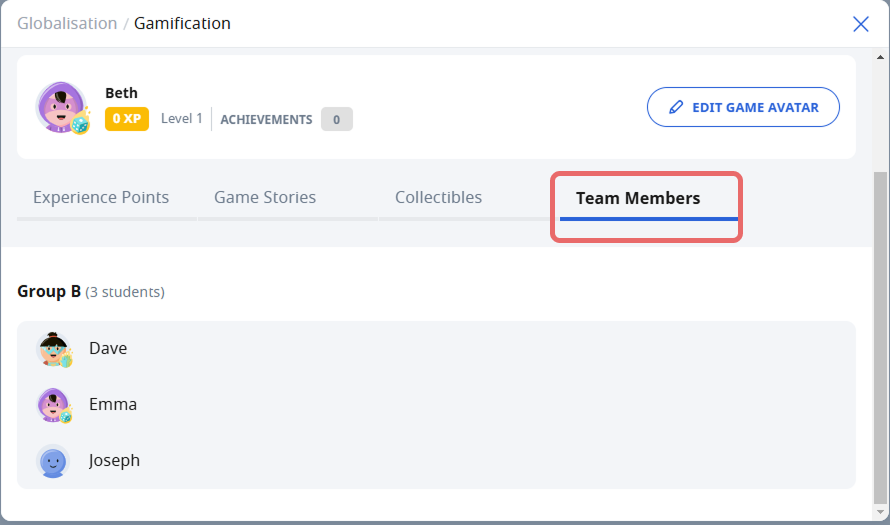 Globalisation / Gamification
Beth
0 XP Level 1 ACHIEVEMENTS 0
EDIT GAME AVATAR
Experience Points Game Stories Collectibles Team Members
Group B (3 students)
Dave
Emma
Joseph